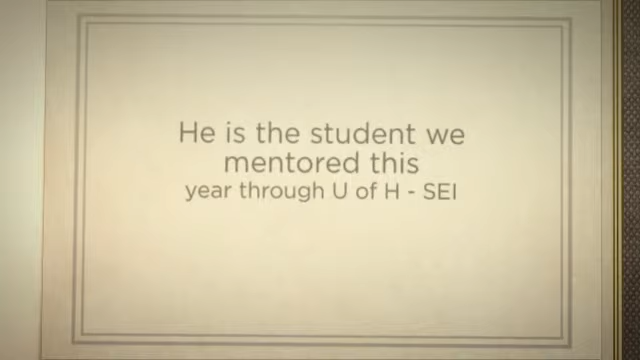 He is the student we
mentored this
year through U of H - SEI